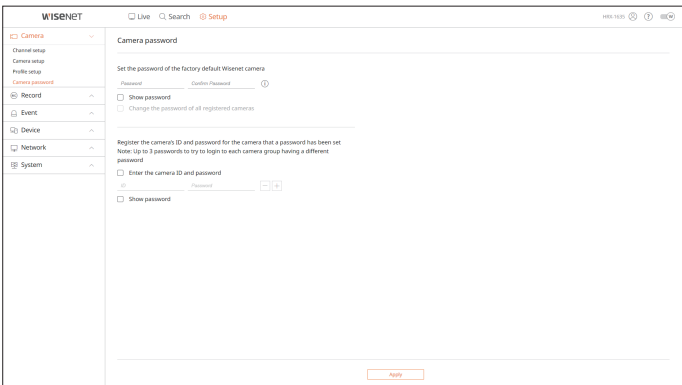 WISENET
Live Search Setup
HRX-1635
Camera
Channel setup
Camera setup
Profile setup
Camera password
Record
Event
Device
Network
System
Camera password
Set the password of the factory default Wisenet camera
Password Confirm Password
Show password
Change the password of all registered cameras
Register the camera's ID and password for the camera that a password has been set
Note: Up to 3 passwords to try to login to each camera group having a different
password
Enter the camera ID and password
ID Password
Show password
Apply